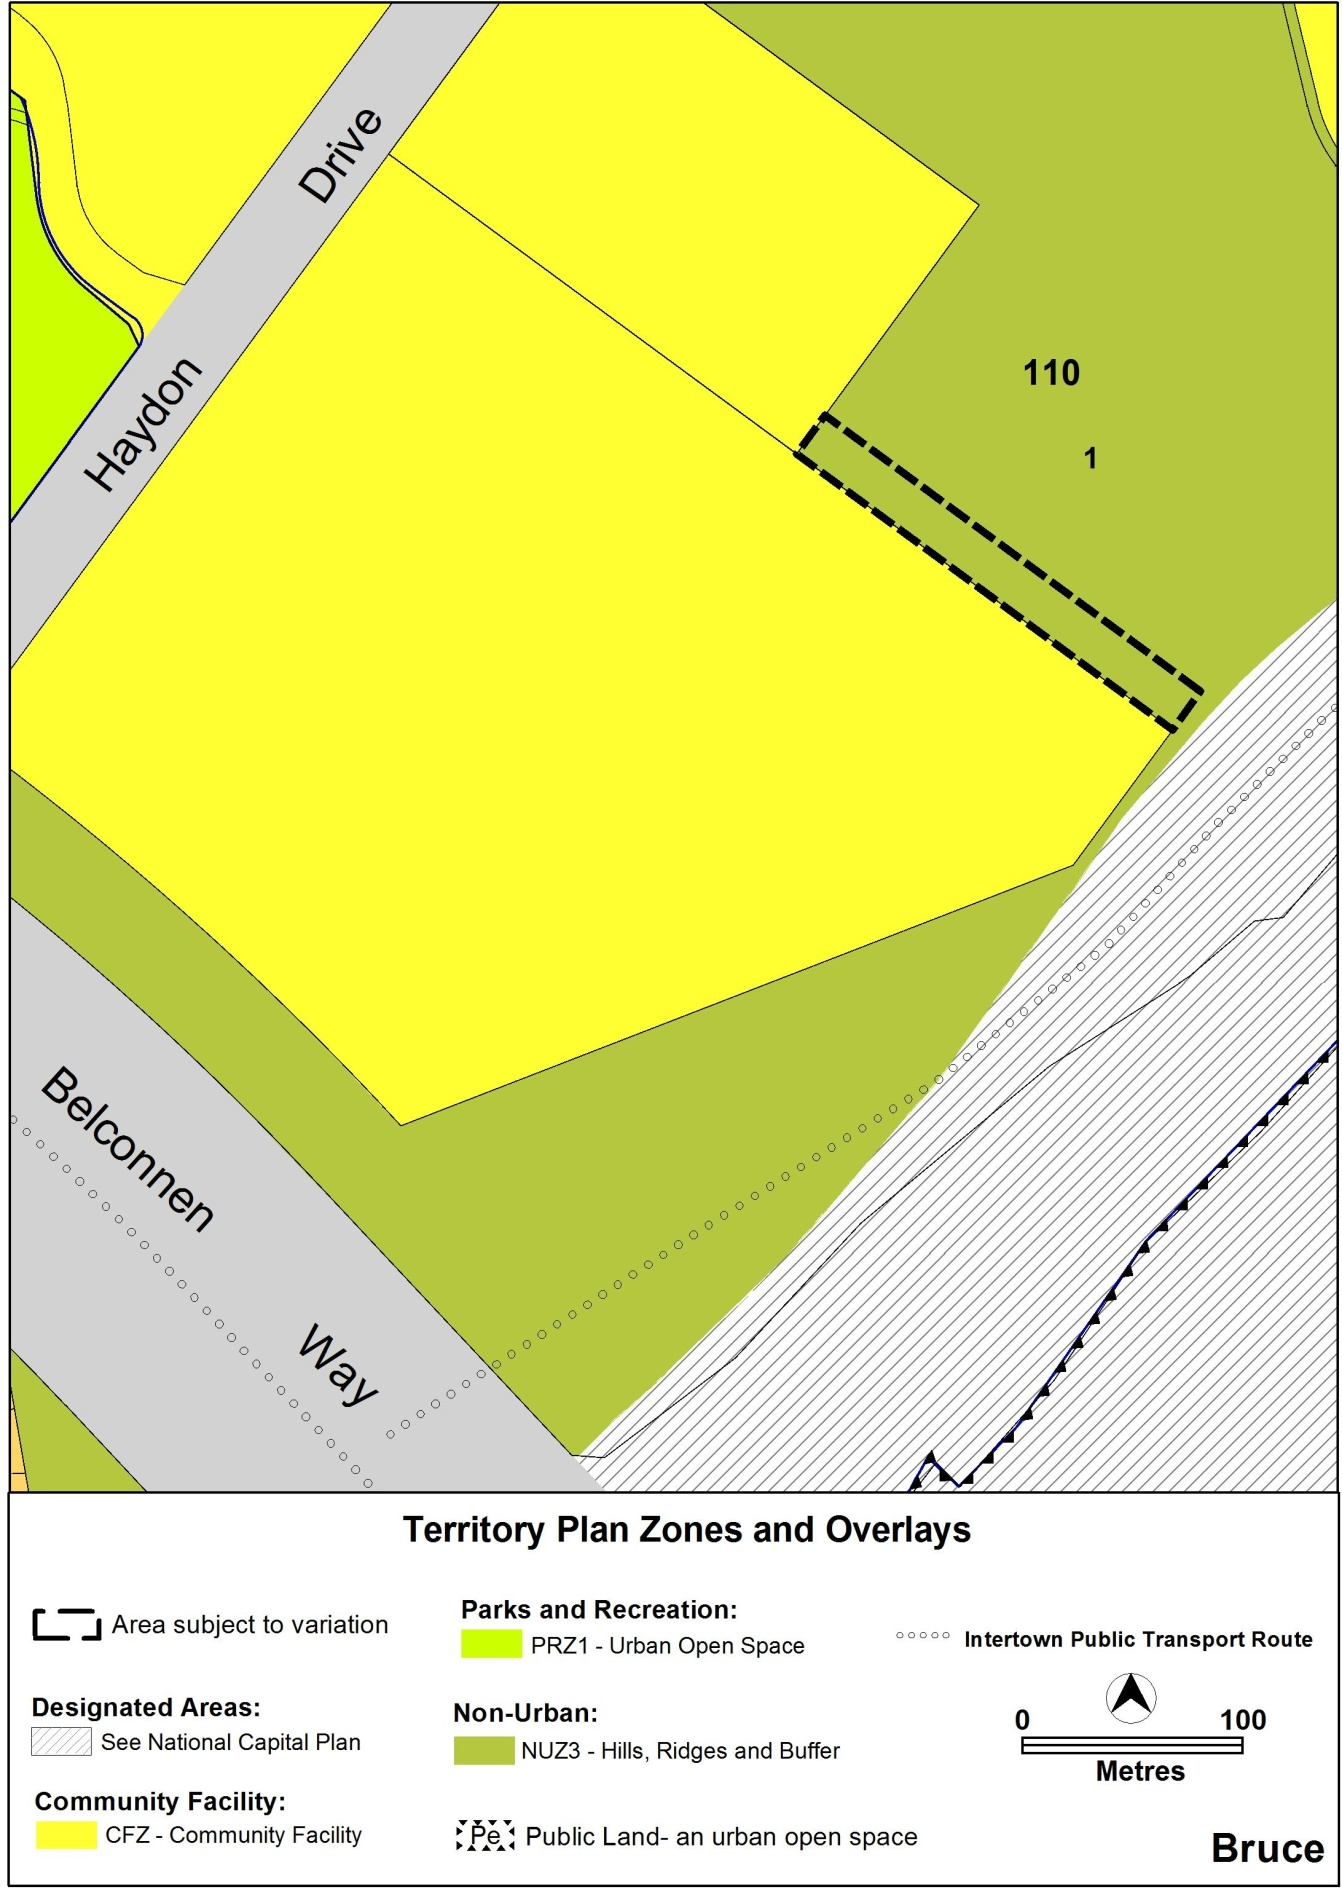 Drive
Haydon
110
1
Belconnen
Way
Territory Plan Zones and Overlays
Area subject to variation
Designated Areas:
See National Capital Plan
Community Facility:
CFZ - Community Facility
Parks and Recreation:
PRZ1 - Urban Open Space
Non-Urban:
NUZ3 - Hills, Ridges and Buffer
Pe Public Land- an urban open space
Intertown Public Transport Route
0 100
Metres
Bruce